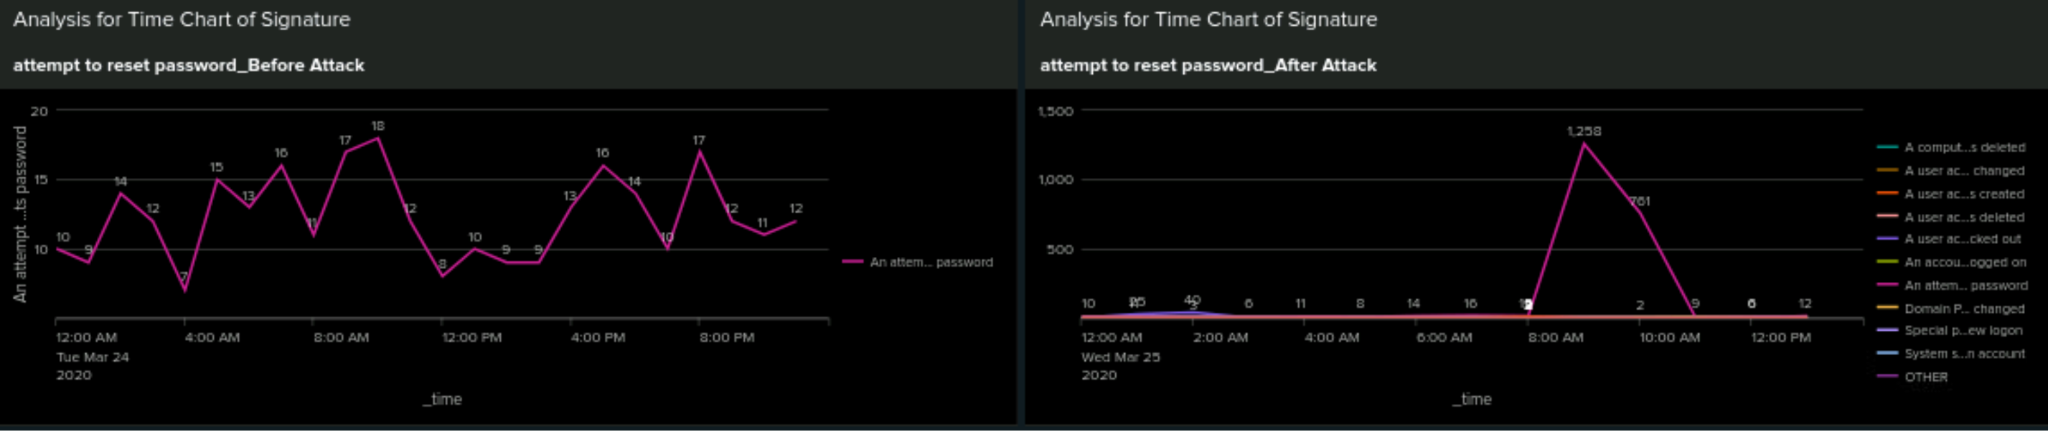 Analysis for Time Chart of Signature
attempt to reset password_Before Attack
An attempt ...ts password
20
15
10
10
9
14
12
7
15
13
16
11
17
18
12
8
10
9
9
13
16
14
10
17
12
11
12
An attem... password
12:00 AM 4:00 AM 8:00 AM 12:00 PM 4:00 PM 8:00 PM
Tue Mar 24
2020
_time
Analysis for Time Chart of Signature
attempt to reset password_After Attack
1,500
1,000
500
1,258
761
10
40
6 11 8 14 16
2 9 6 12
A comput...s deleted
A user ac... changed
A user ac...s created
A user ac...s deleted
A user ac...cked out
An accou...ogged on
An attem... password
Domain P... changed
Special p...ew logon
System s...n account
OTHER
12:00 AM 2:00 AM 4:00 AM 6:00 AM 8:00 AM 10:00 AM 12:00 PM
Wed Mar 25
2020
_time